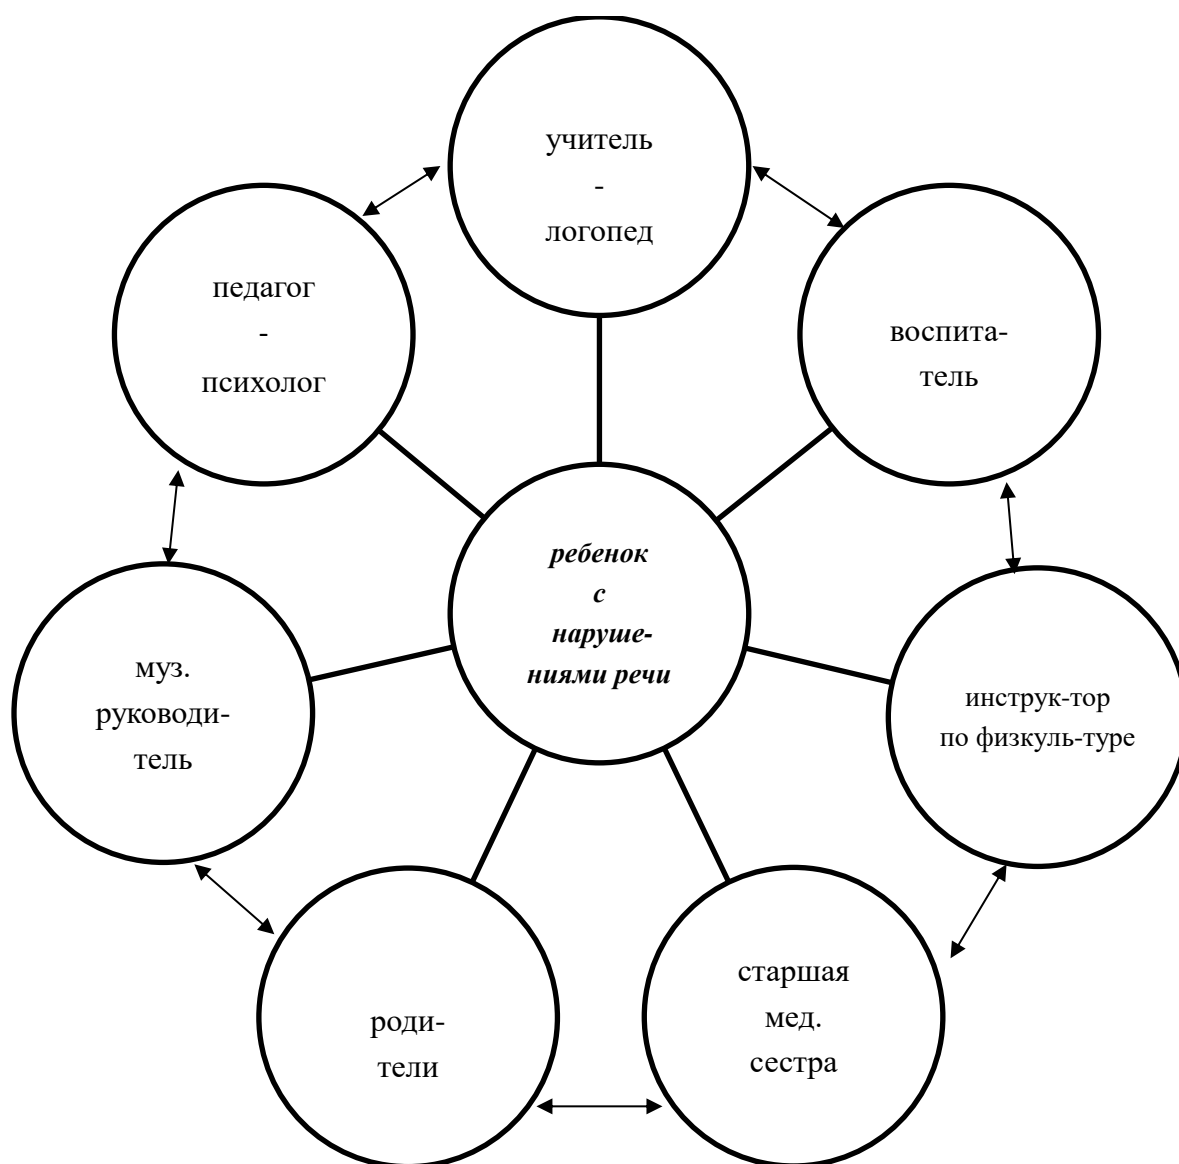 учитель
-
логопед
педагог
-
психолог
воспита-
тель
ребенок
с
наруше-
ниями речи
муз.
руководи-
тель
инструк-тор
по физкуль-туре
старшая
мед.
сестра
роди-
тели